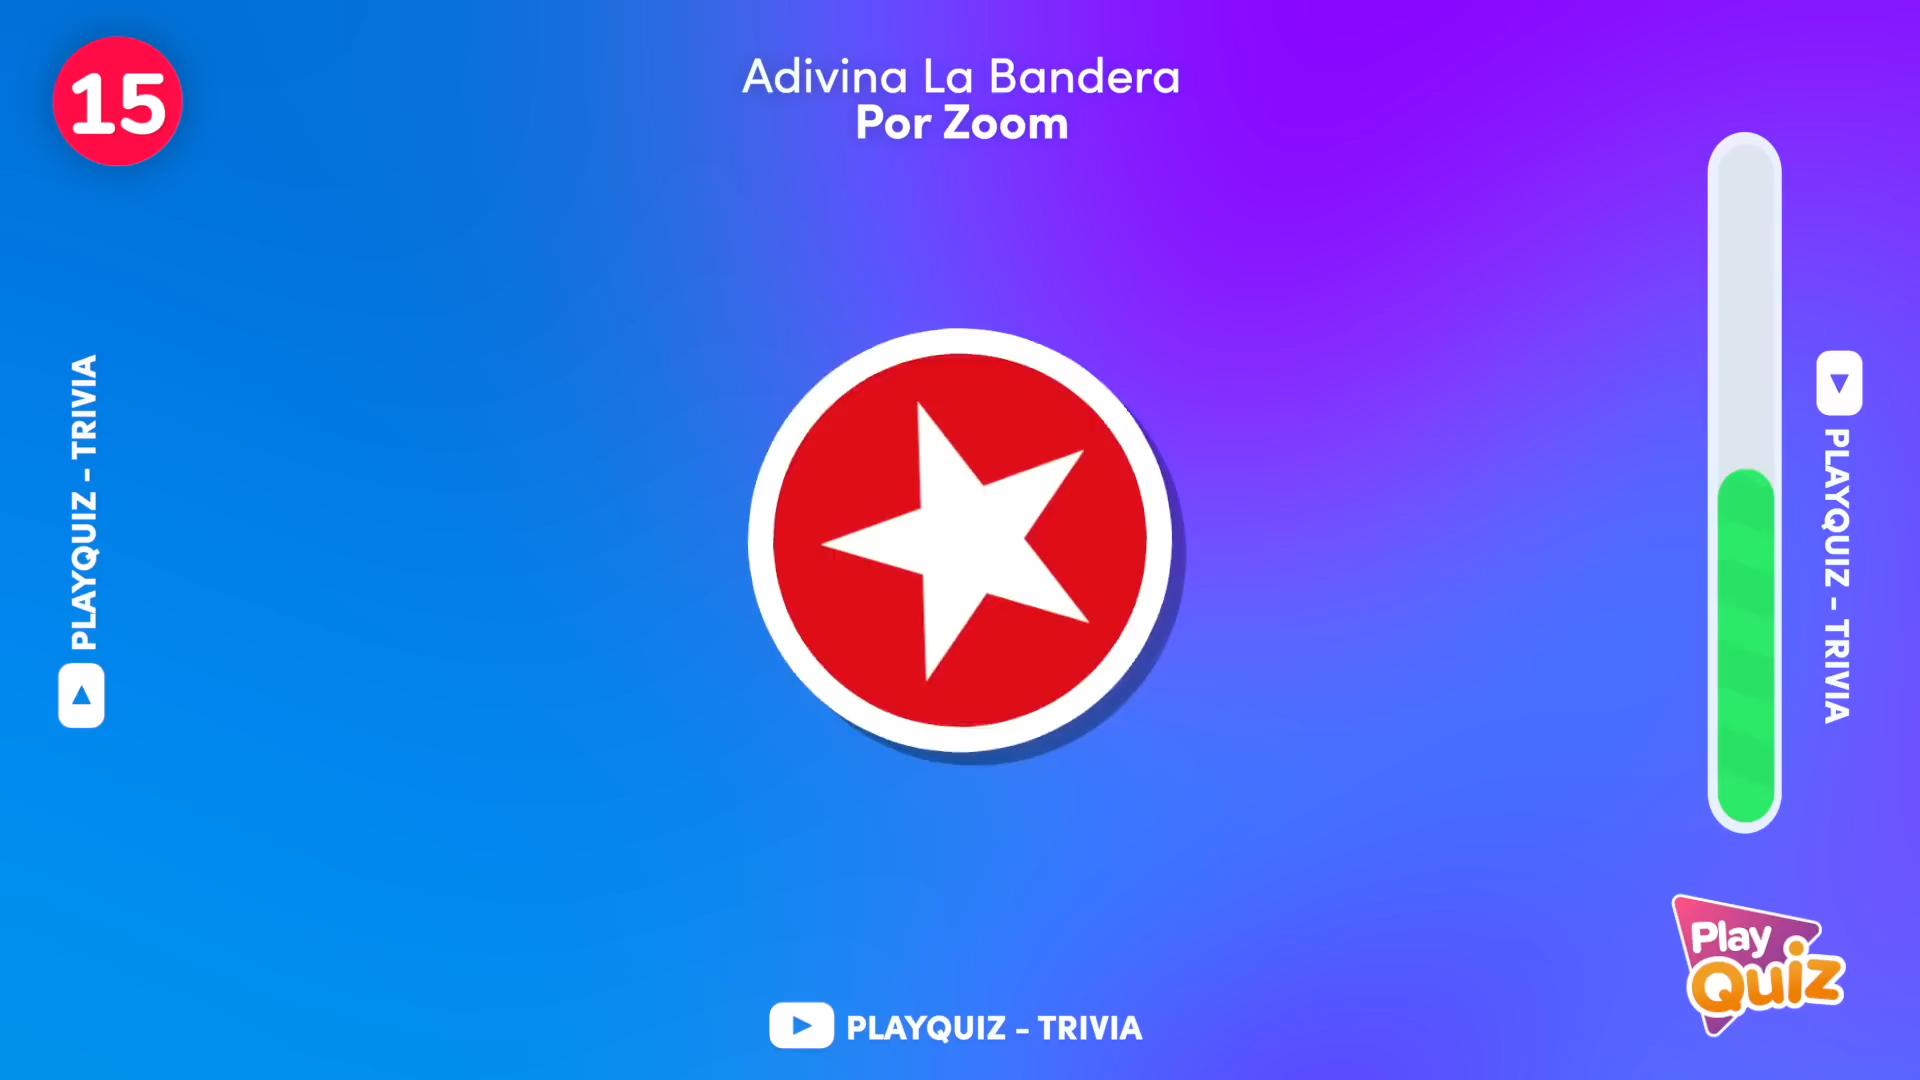 15
Adivina La Bandera
Por Zoom
PLAYQUIZ - TRIVIA
PLAYQUIZ - TRIVIA
Play
Quiz
PLAYQUIZ - TRIVIA